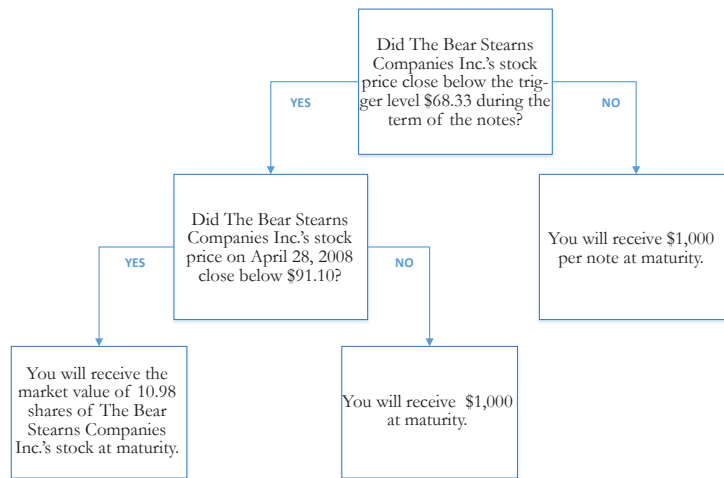 Did The Bear Stearns
Companies Inc.'s stock
price close below the trig-
ger level $68.33 during the
term of the notes?
YES
NO
Did The Bear Stearns
Companies Inc.'s stock
price on April 28, 2008
close below $91.10?
You will receive $1,000
per note at maturity.
YES
NO
You will receive the
market value of 10.98
shares of The Bear
Stearns Companies
Inc.'s stock at maturity.
You will receive $1,000
at maturity.